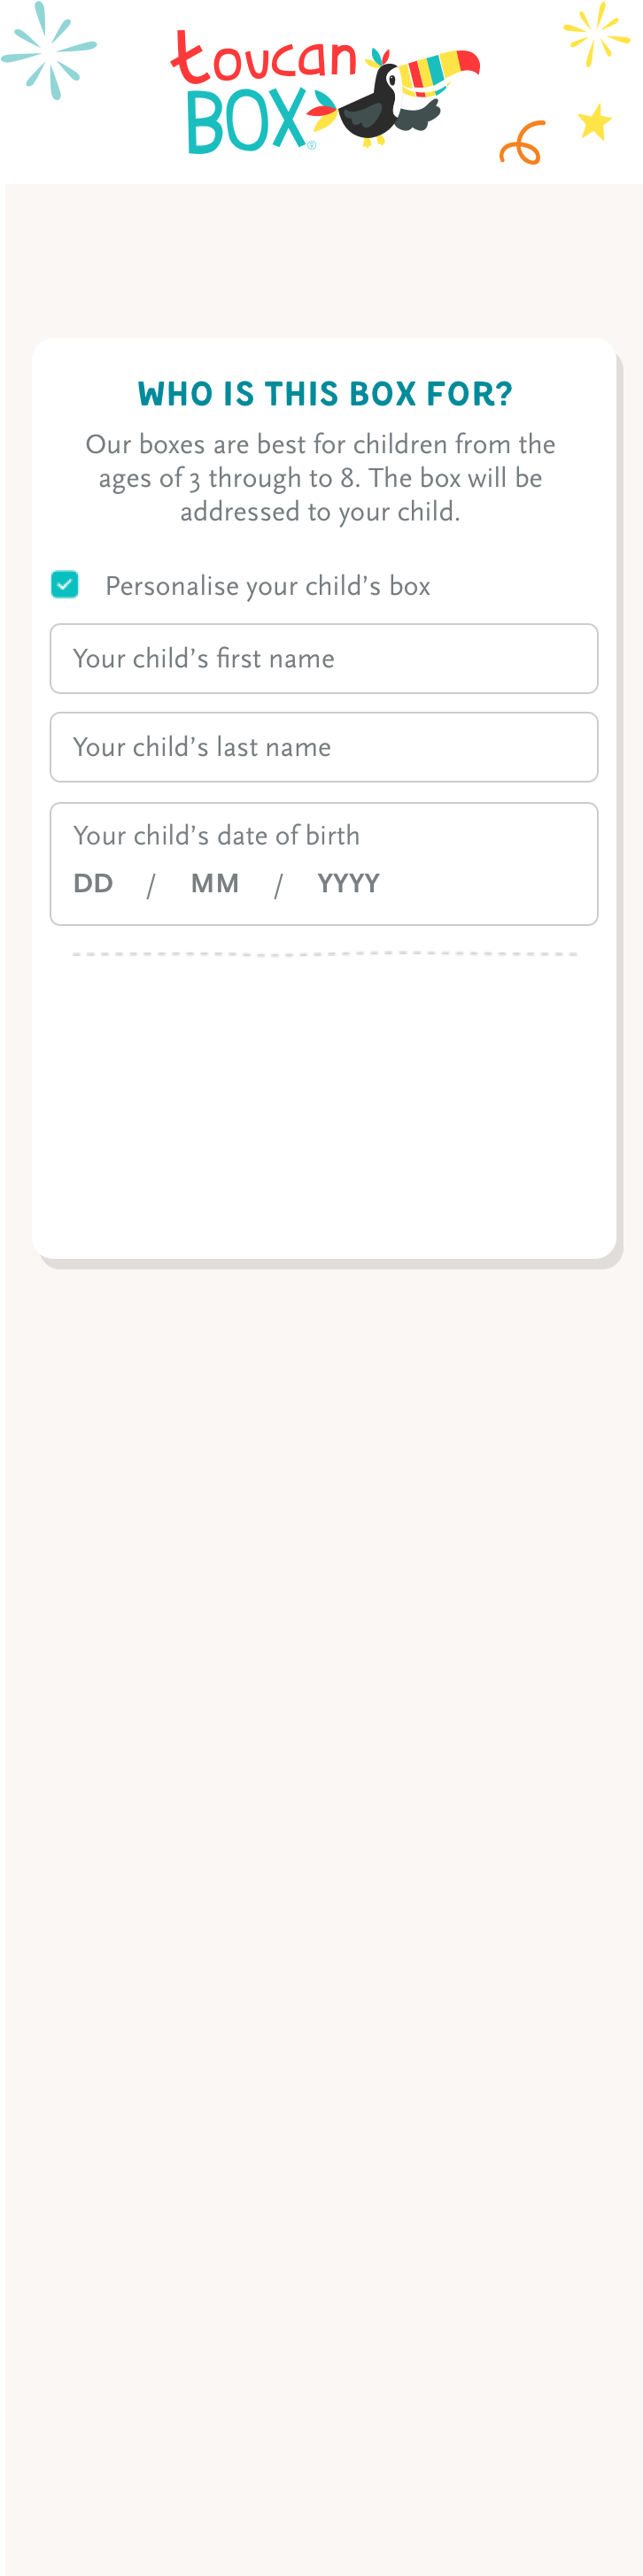 toucan
BOX®
WHO IS THIS BOX FOR?
Our boxes are best for children from the
ages of 3 through to 8. The box will be
addressed to your child.
Personalise your child’s box
Your child’s first name
Your child’s last name
Your child’s date of birth
DD / MM / YYYY